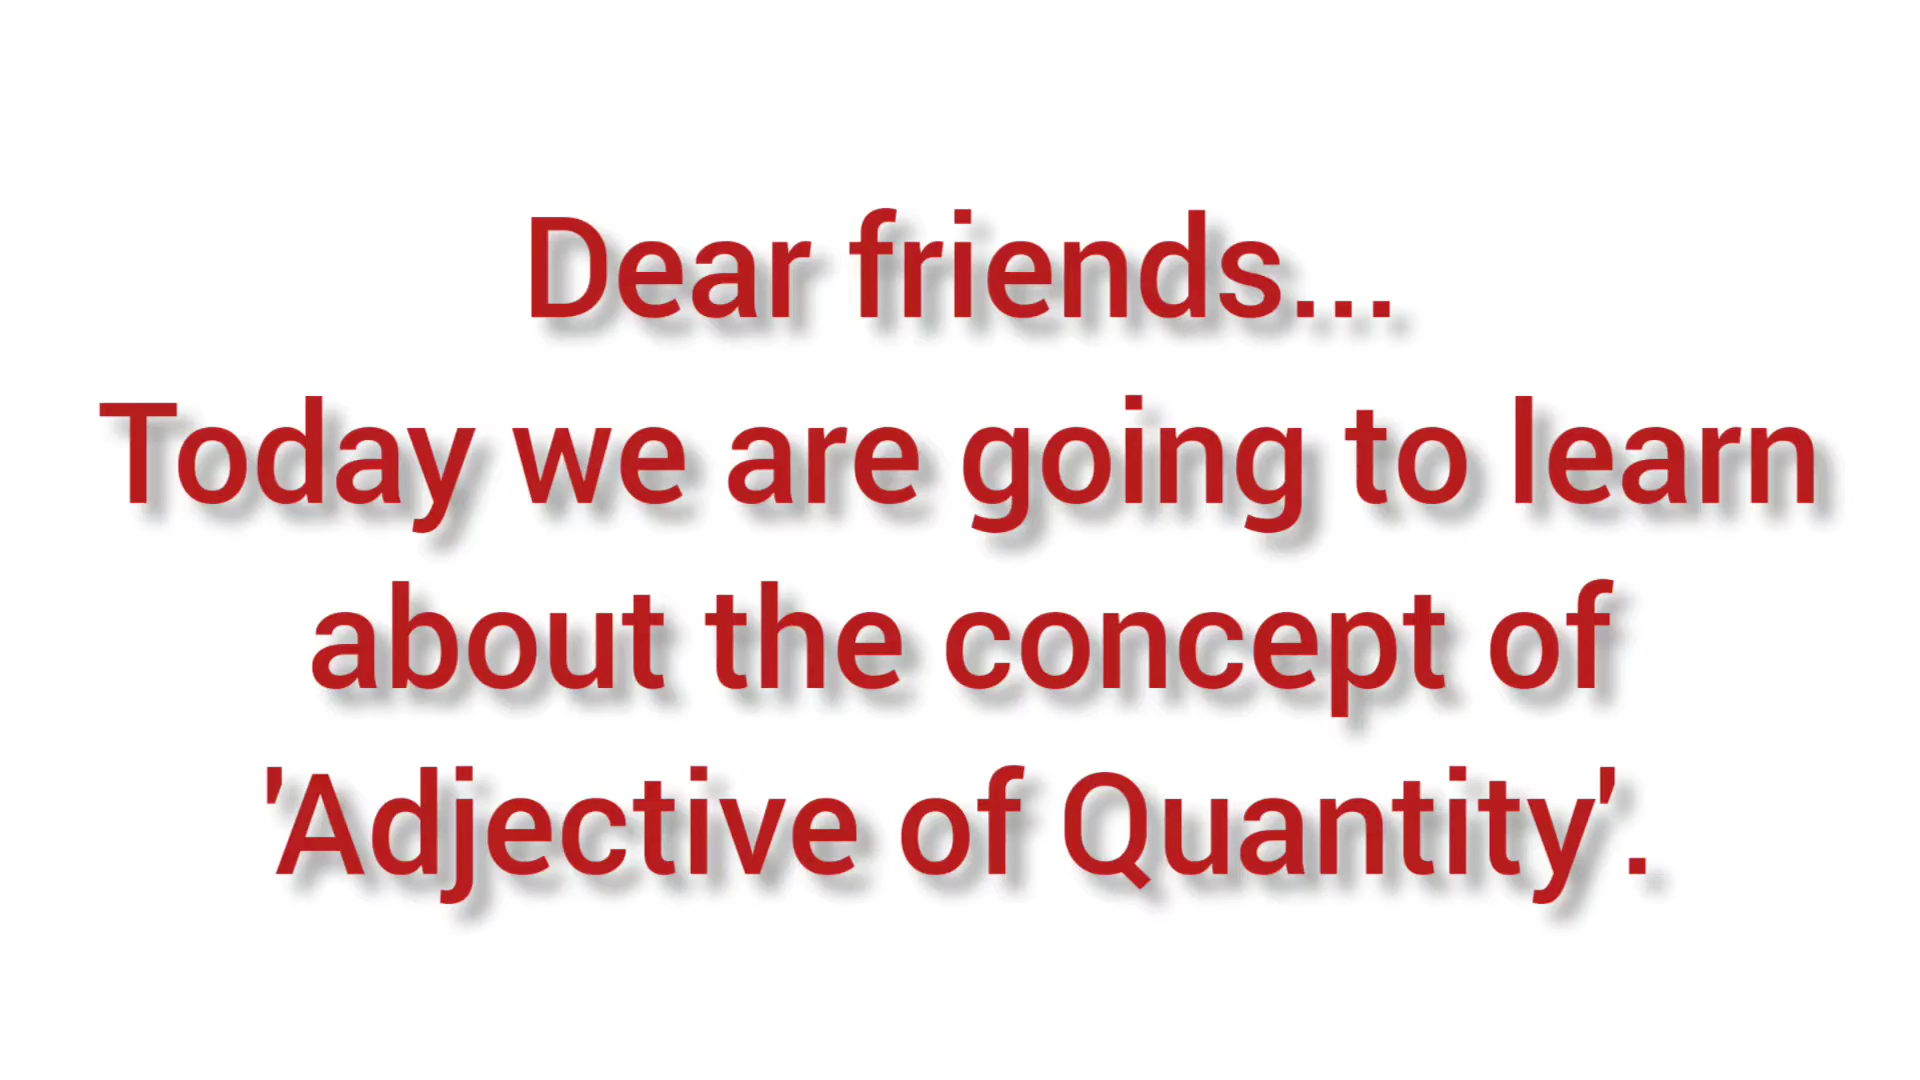 Dear friends...
Today we are going to learn
about the concept of
'Adjective of Quantity'.